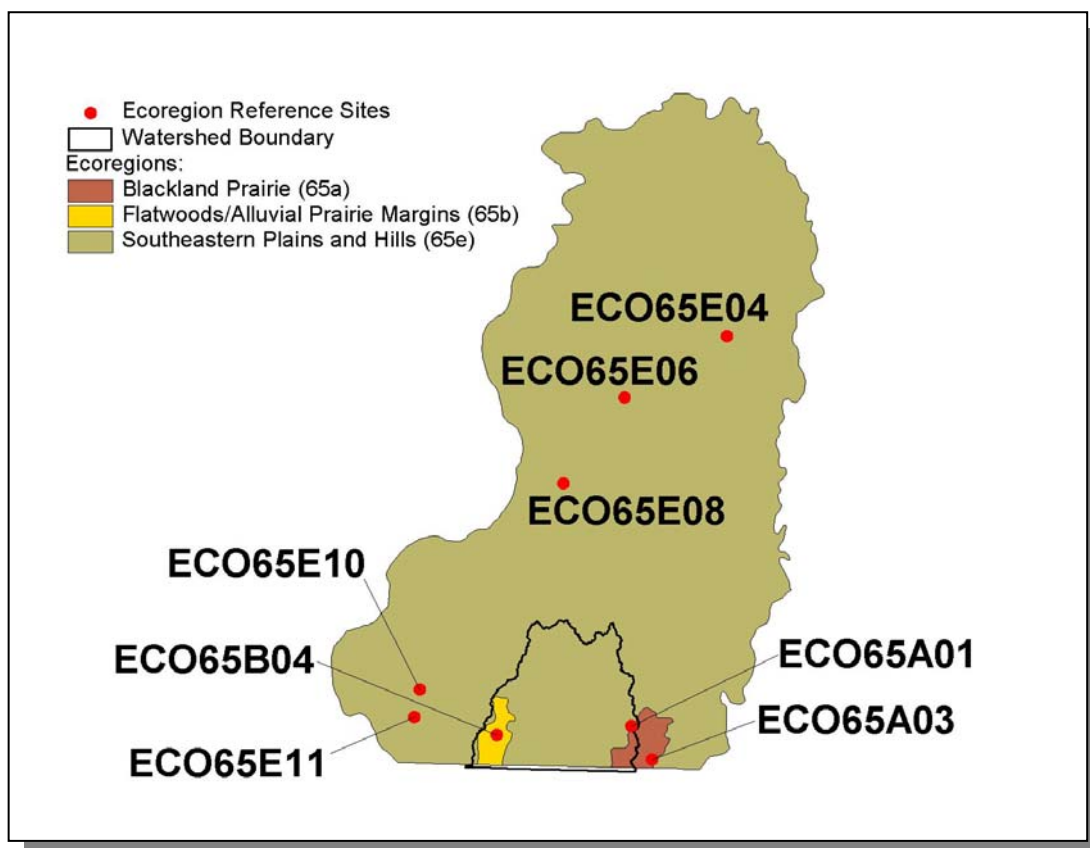 Ecoregion Reference Sites
Watershed Boundary
Ecoregions:
Blackland Prairie (65a)
Flatwoods/Alluvial Prairie Margins (65b)
Southeastern Plains and Hills (65e)
ECO65E04
ECO65E06
ECO65E08
ECO65E10
ECO65B04
ECO65A01
ECO65A03
ECO65E11